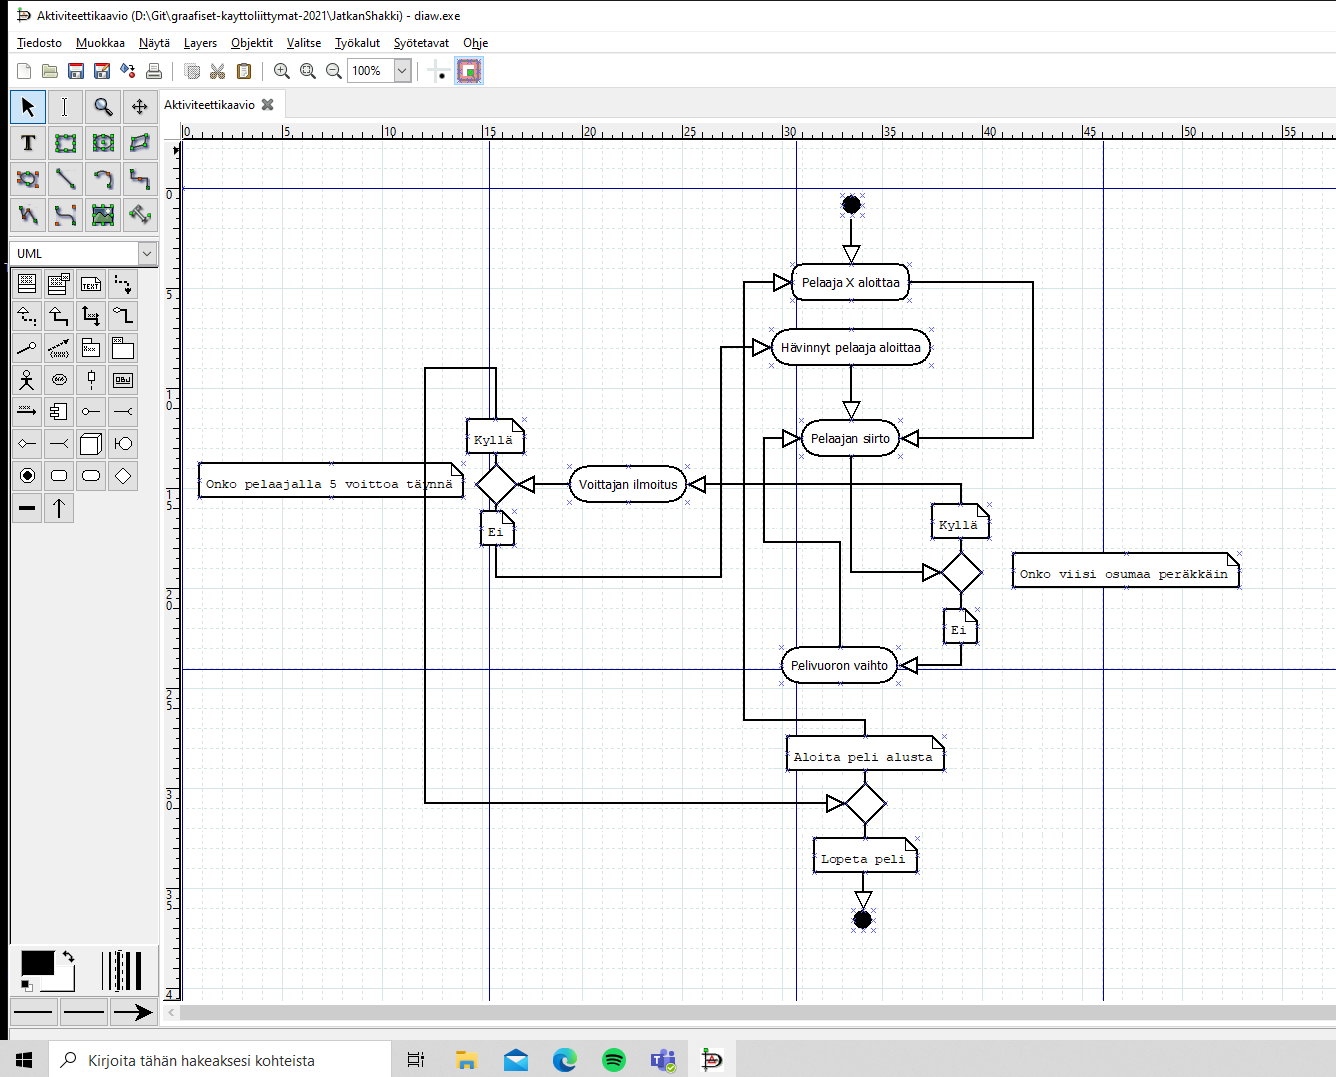 Aktiviteettikaavio (D:\Git\graafiset-kayttoliittymat-2021\JatkanShakki) - diaw.exe
Tiedosto Muokkaa Näytä Layers Objektit Valitse Työkalut Syötetavat Ohje
100%
Aktiviteettikaavio
0 5 10 15 20 25 30 35 40 45 50 55
T
UML
TEXT
OBJ
0
5
10
15
20
25
30
35
4
Pelaaja X aloittaa
Hävinnyt pelaaja aloittaa
Pelaajan siirto
Kyllä
Onko pelaajalla 5 voittoa täynnä
Voittajan ilmoitus
Ei
Kyllä
Onko viisi osumaa peräkkäin
Ei
Pelivuoron vaihto
Aloita peli alusta
Lopeta peli
Kirjoita tähän hakeaksesi kohteista